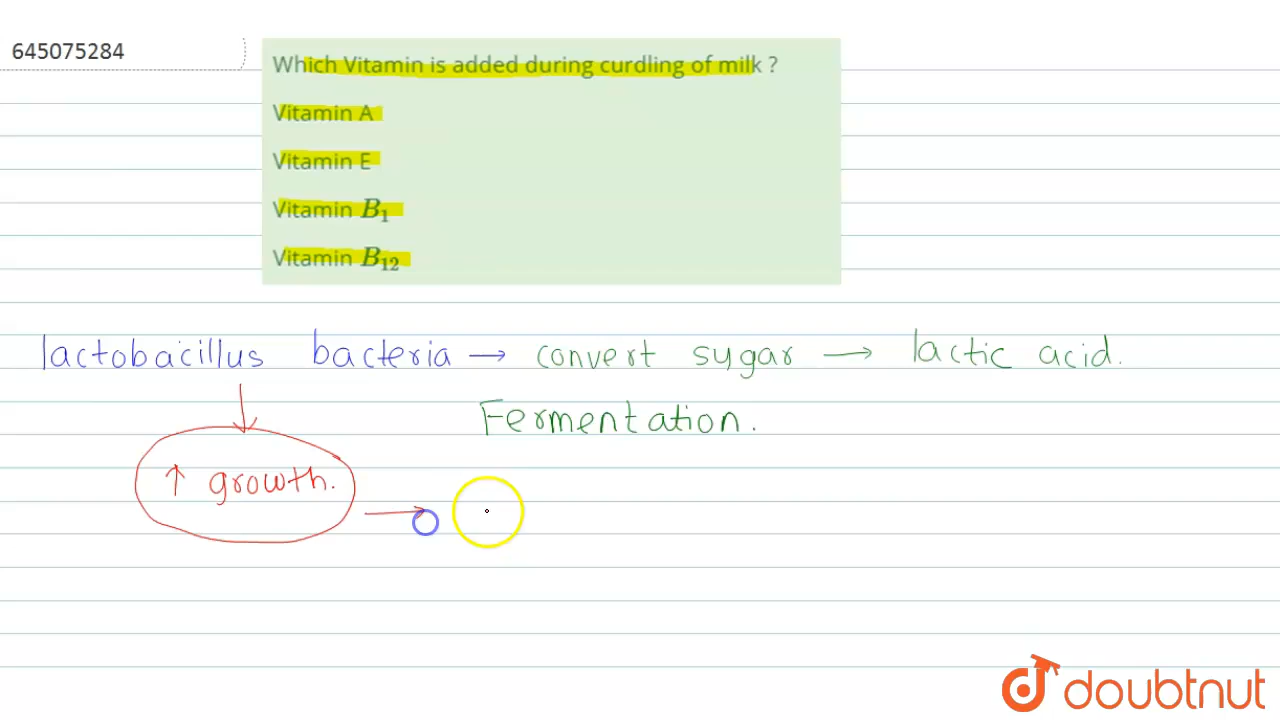 645075284
Which Vitamin is added during curdling of milk ?
Vitamin A
Vitamin E
Vitamin B₁
Vitamin B₁₂
lactobacillus bacteria → convert sugar → lactic acid.
Fermentation.
↑ growth. →
doubtnut